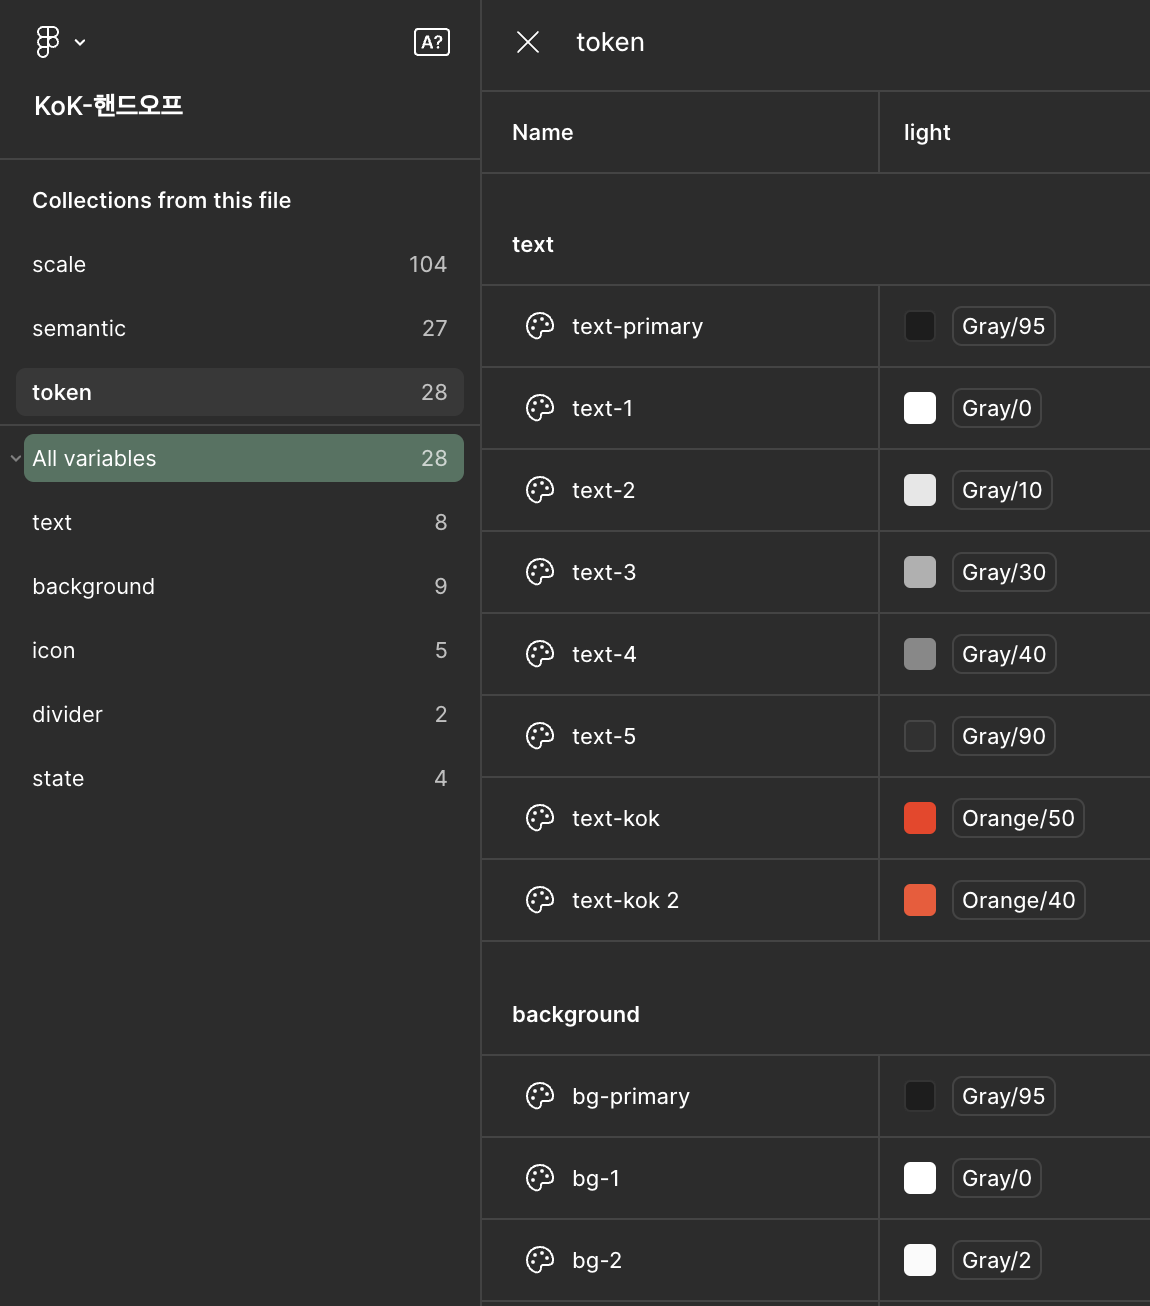 A?
KoK-핸드오프
Collections from this file
scale 104
semantic 27
token 28
All variables 28
text 8
background 9
icon 5
divider 2
state 4
token
Name light
text
text-primary Gray/95
text-1 Gray/0
text-2 Gray/10
text-3 Gray/30
text-4 Gray/40
text-5 Gray/90
text-kok Orange/50
text-kok 2 Orange/40
background
bg-primary Gray/95
bg-1 Gray/0
bg-2 Gray/2